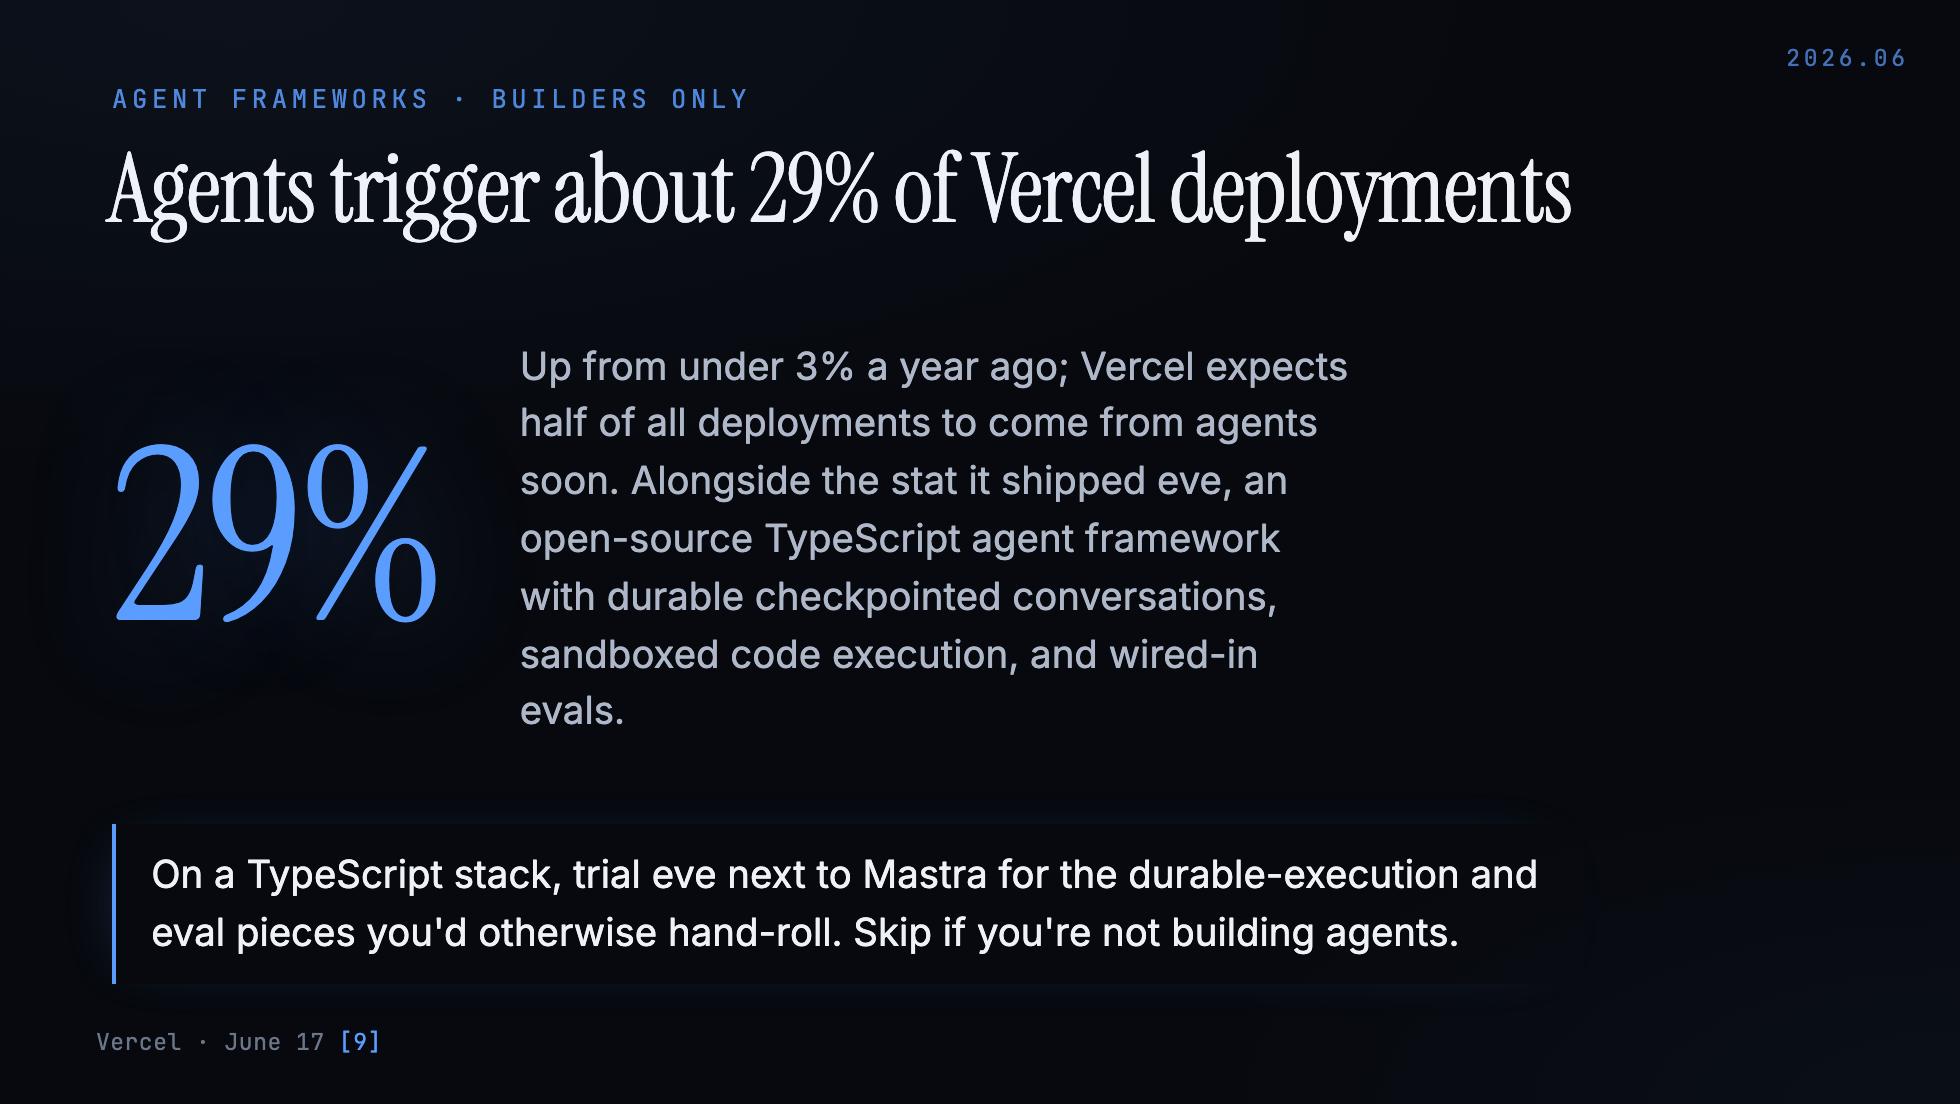 2026.06
AGENT FRAMEWORKS · BUILDERS ONLY
Agents trigger about 29% of Vercel deployments
29%
Up from under 3% a year ago; Vercel expects
half of all deployments to come from agents
soon. Alongside the stat it shipped eve, an
open-source TypeScript agent framework
with durable checkpointed conversations,
sandboxed code execution, and wired-in
evals.
On a TypeScript stack, trial eve next to Mastra for the durable-execution and
eval pieces you'd otherwise hand-roll. Skip if you're not building agents.
Vercel · June 17 [9]